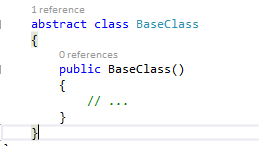 1 reference
abstract class BaseClass
{
0 references
public BaseClass()
{
// ...
}
}